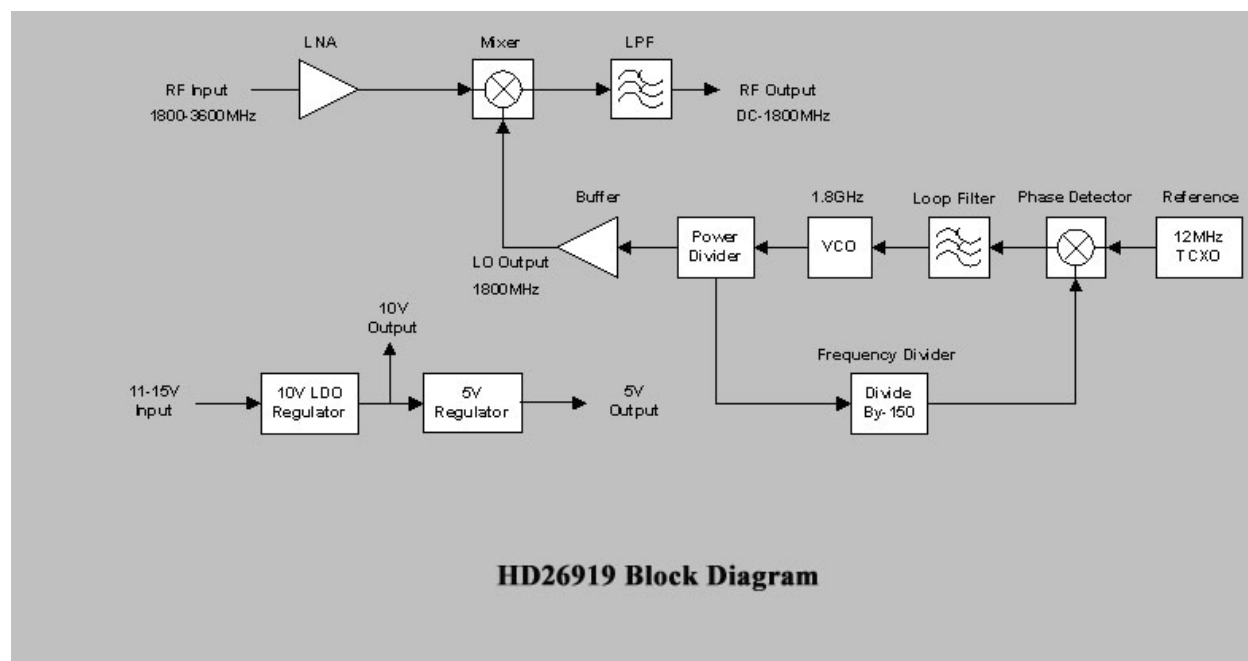 LNA
Mixer
LPF
RF Input
1800-3600MHz
RF Output
DC-1800MHz
Buffer
1.8GHz
Loop Filter
Phase Detector
Reference
Power
Divider
VCO
12MHz
TCXO
LO Output
1800MHz
10V
Output
Frequency Divider
11-15V
Input
10V LDO
Regulator
5V
Regulator
5V
Output
Divide
By-150
HD26919 Block Diagram